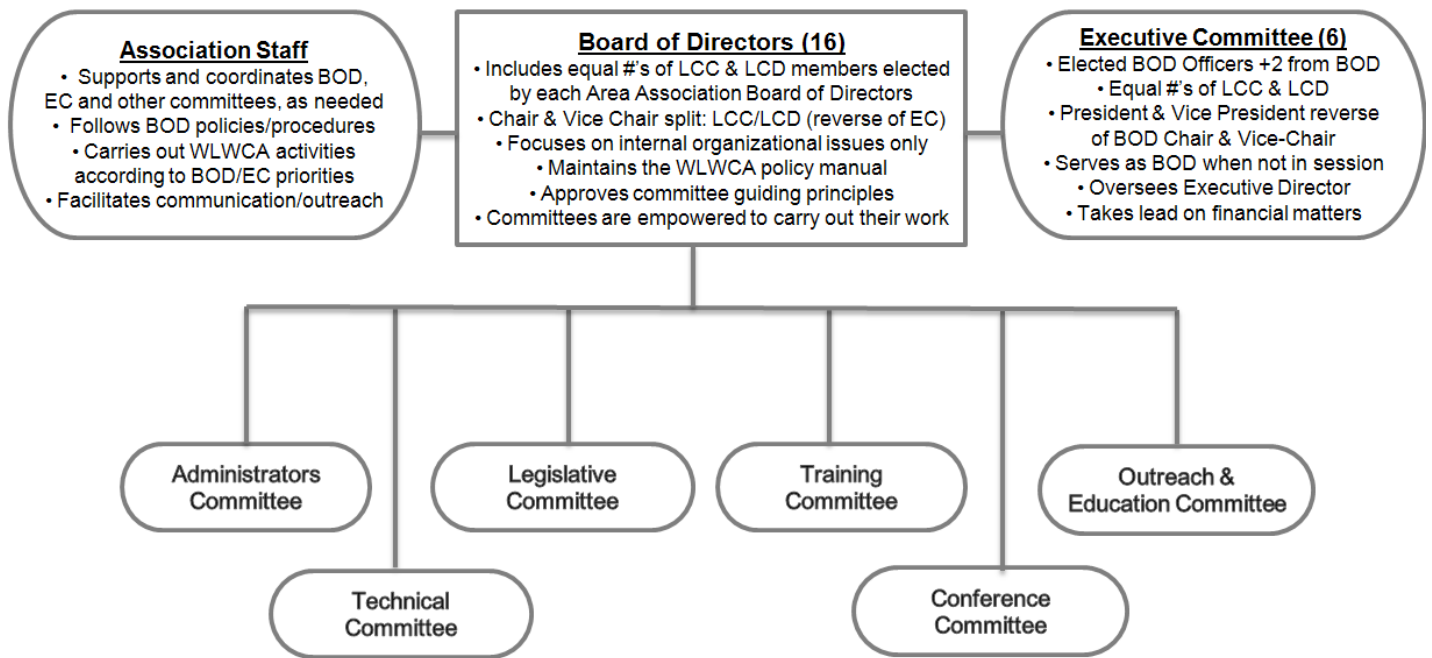 Association Staff
• Supports and coordinates BOD,
EC and other committees, as needed
• Follows BOD policies/procedures
• Carries out WLWCA activities
according to BOD/EC priorities
• Facilitates communication/outreach
Board of Directors (16)
• Includes equal #'s of LCC & LCD members elected
by each Area Association Board of Directors
• Chair & Vice Chair split: LCC/LCD (reverse of EC)
• Focuses on internal organizational issues only
• Maintains the WLWCA policy manual
• Approves committee guiding principles
• Committees are empowered to carry out their work
Executive Committee (6)
• Elected BOD Officers +2 from BOD
• Equal #'s of LCC & LCD
• President & Vice President reverse
of BOD Chair & Vice-Chair
• Serves as BOD when not in session
• Oversees Executive Director
• Takes lead on financial matters
Administrators
Committee
Legislative
Committee
Training
Committee
Outreach &
Education Committee
Technical
Committee
Conference
Committee